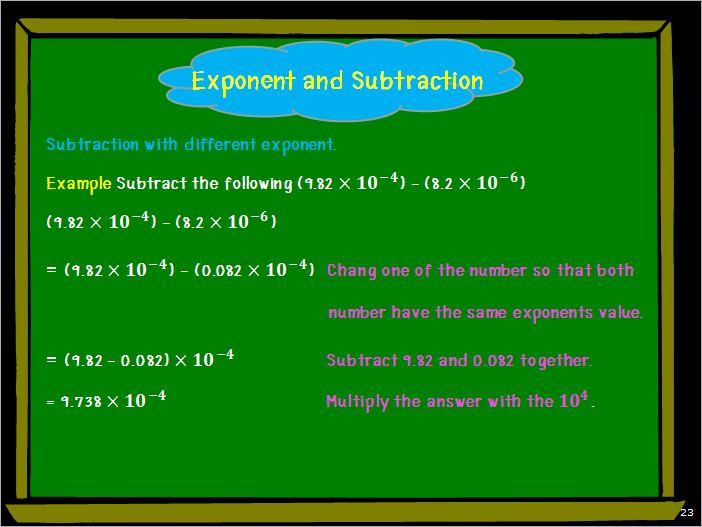 Exponent and Subtraction
Subtraction with different exponent.
Example Subtract the following (9.82 × 10⁻⁴) – (8.2 × 10⁻⁶)
(9.82 × 10⁻⁴) – (8.2 × 10⁻⁶)
= (9.82 × 10⁻⁴) – (0.082 × 10⁻⁴) Chang one of the number so that both
number have the same exponents value.
= (9.82 – 0.082) × 10⁻⁴ Subtract 9.82 and 0.082 together.
= 9.738 × 10⁻⁴ Multiply the answer with the 10⁴.
23